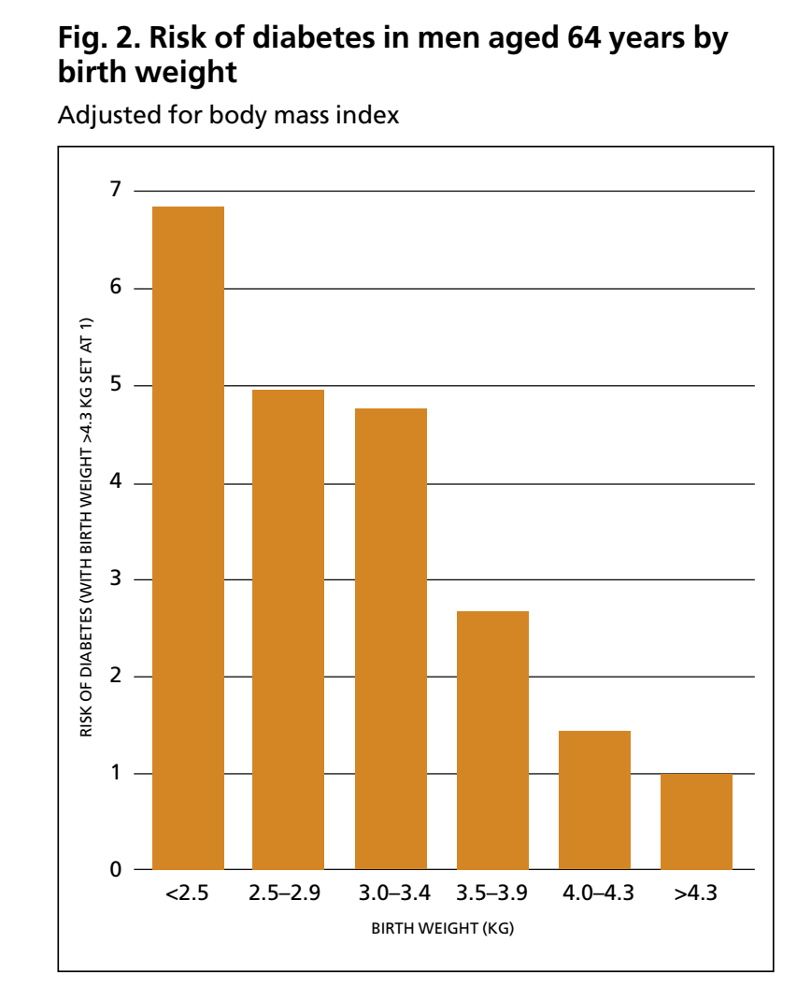 Fig. 2. Risk of diabetes in men aged 64 years by
birth weight
Adjusted for body mass index
RISK OF DIABETES (WITH BIRTH WEIGHT >4.3 KG SET AT 1)
7
6
5
4
3
2
1
0
<2.5 2.5–2.9 3.0–3.4 3.5–3.9 4.0–4.3 >4.3
BIRTH WEIGHT (KG)